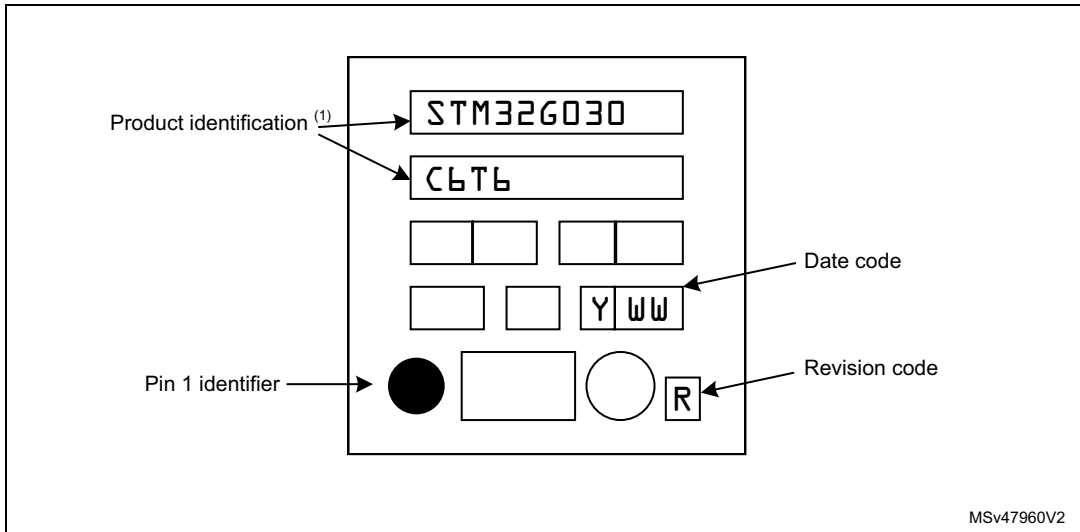 STM32G030
Product identification (1)
C6T6
Date code
Y WW
Pin 1 identifier
Revision code
R
MSv47960V2